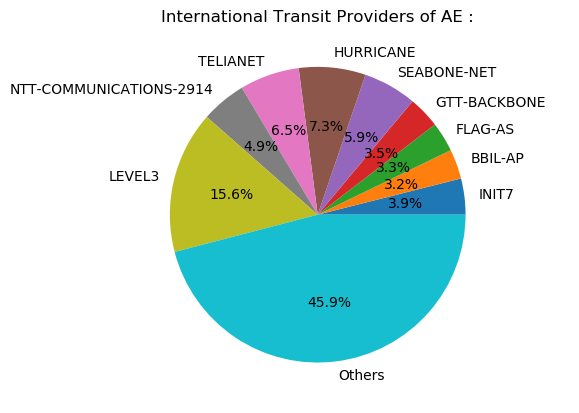 International Transit Providers of AE :
HURRICANE
TELIANET
SEABONE-NET
NTT-COMMUNICATIONS-2914
GTT-BACKBONE
FLAG-AS
BBIL-AP
LEVEL3
INIT7
7.3%
6.5%
5.9%
4.9%
3.5%
3.3%
3.2%
15.6%
3.9%
45.9%
Others